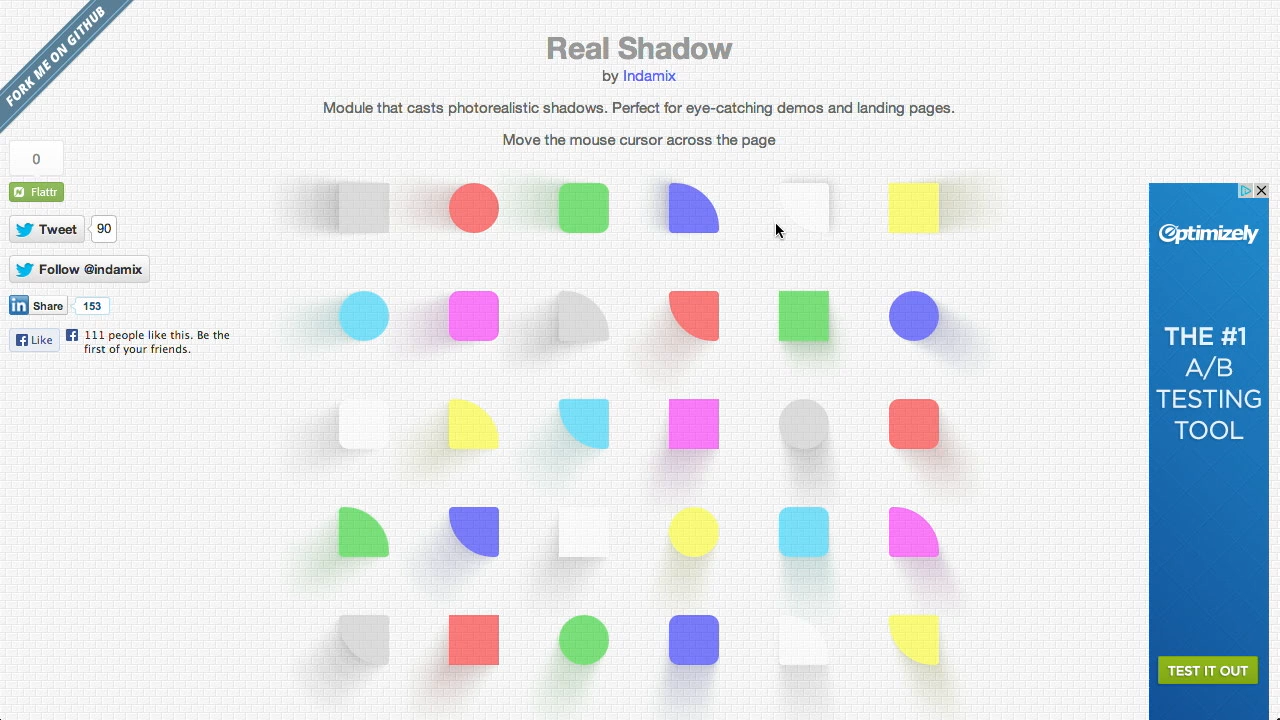 FORK ME ON GITHUB
Real Shadow
by Indamix
Module that casts photorealistic shadows. Perfect for eye-catching demos and landing pages.
Move the mouse cursor across the page
0
Flattr
Tweet 90
Follow @indamix
in Share 153
Like 111 people like this. Be the
first of your friends.
Optimizely
THE #1
A/B
TESTING
TOOL
TEST IT OUT